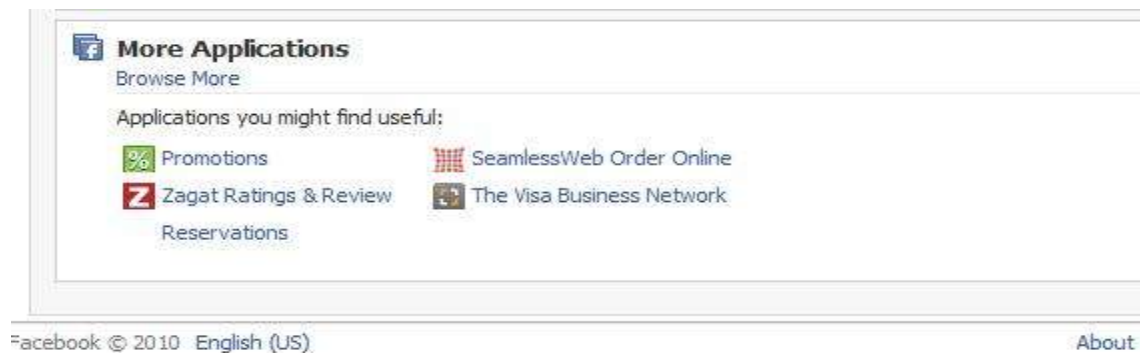 More Applications
Browse More
Applications you might find useful:
% Promotions SeamlessWeb Order Online
Z Zagat Ratings & Review The Visa Business Network
Reservations
Facebook © 2010 English (US) About